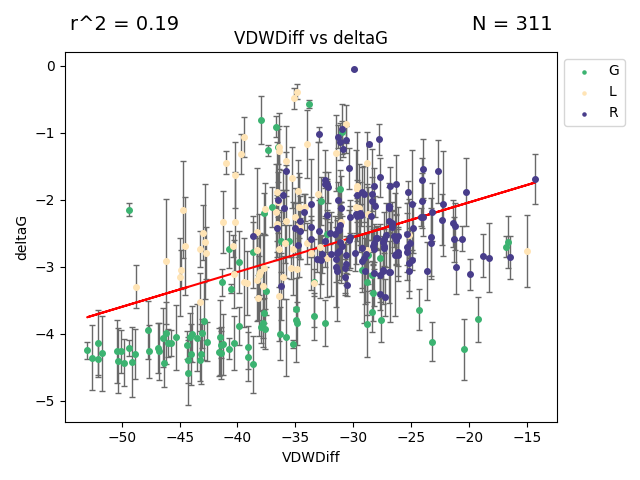 r^2 = 0.19
N = 311
VDWDiff vs deltaG
G
L
R
deltaG
0
−1
−2
−3
−4
−5
−50
−45
−40
−35
−30
−25
−20
−15
VDWDiff